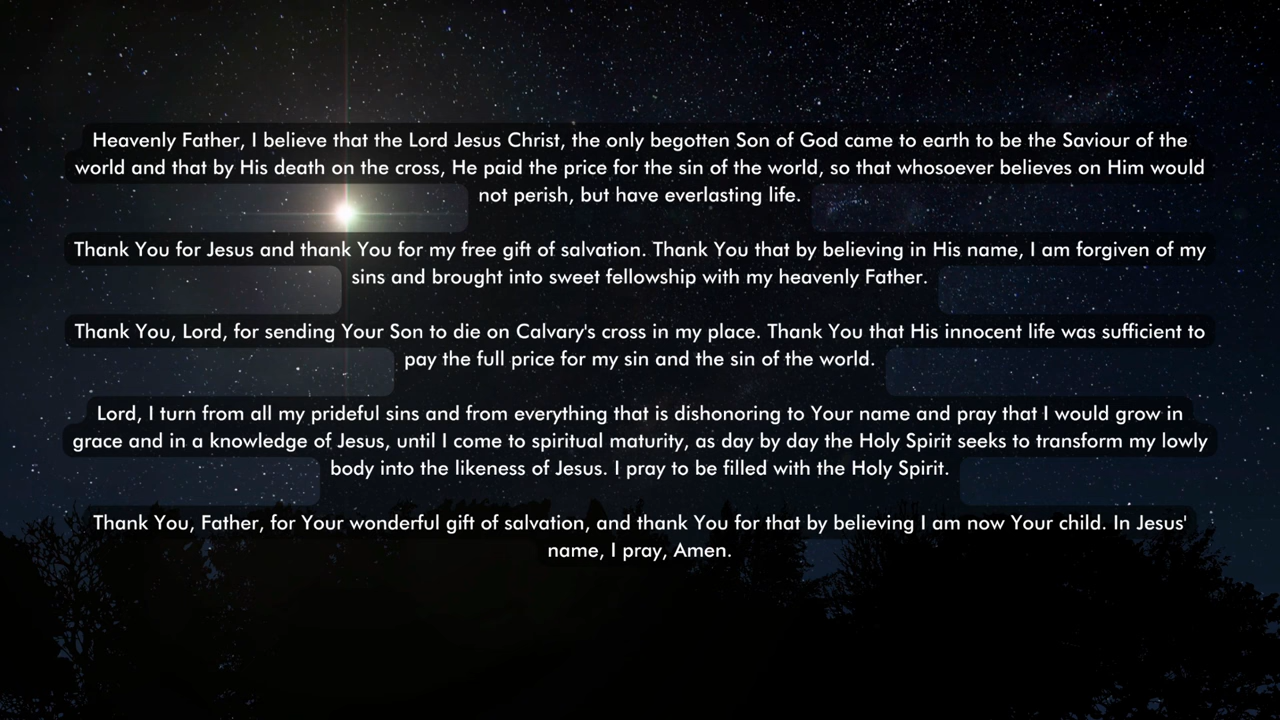 Heavenly Father, I believe that the Lord Jesus Christ, the only begotten Son of God came to earth to be the Saviour of the
world and that by His death on the cross, He paid the price for the sin of the world, so that whosoever believes on Him would
not perish, but have everlasting life.
Thank You for Jesus and thank You for my free gift of salvation. Thank You that by believing in His name, I am forgiven of my
sins and brought into sweet fellowship with my heavenly Father.
Thank You, Lord, for sending Your Son to die on Calvary's cross in my place. Thank You that His innocent life was sufficient to
pay the full price for my sin and the sin of the world.
Lord, I turn from all my prideful sins and from everything that is dishonoring to Your name and pray that I would grow in
grace and in a knowledge of Jesus, until I come to spiritual maturity, as day by day the Holy Spirit seeks to transform my lowly
body into the likeness of Jesus. I pray to be filled with the Holy Spirit.
Thank You, Father, for Your wonderful gift of salvation, and thank You for that by believing I am now Your child. In Jesus'
name, I pray, Amen.